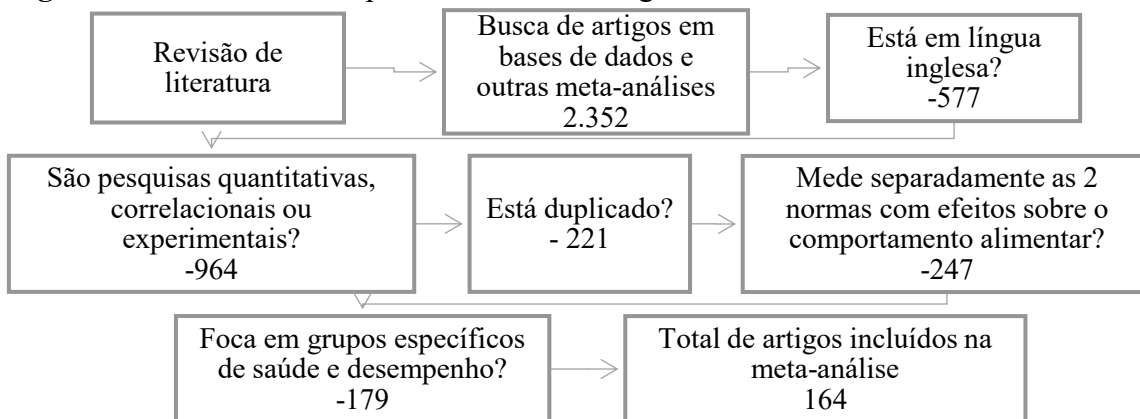 Revisão de
literatura
Busca de artigos em
bases de dados e
outras meta-análises
2.352
Está em língua
inglesa?
-577
São pesquisas quantitativas,
correlacionais ou
experimentais?
-964
Está duplicado?
- 221
Mede separadamente as 2
normas com efeitos sobre o
comportamento alimentar?
-247
Foca em grupos específicos
de saúde e desempenho?
-179
Total de artigos incluídos na
meta-análise
164